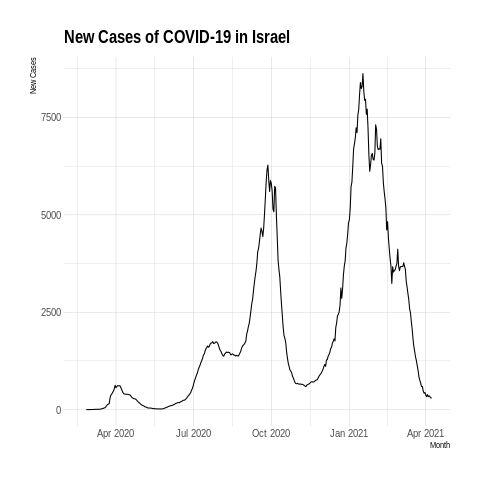 New Cases of COVID-19 in Israel
New Cases
7500
5000
2500
0
Apr 2020 Jul 2020 Oct 2020 Jan 2021 Apr 2021
Month